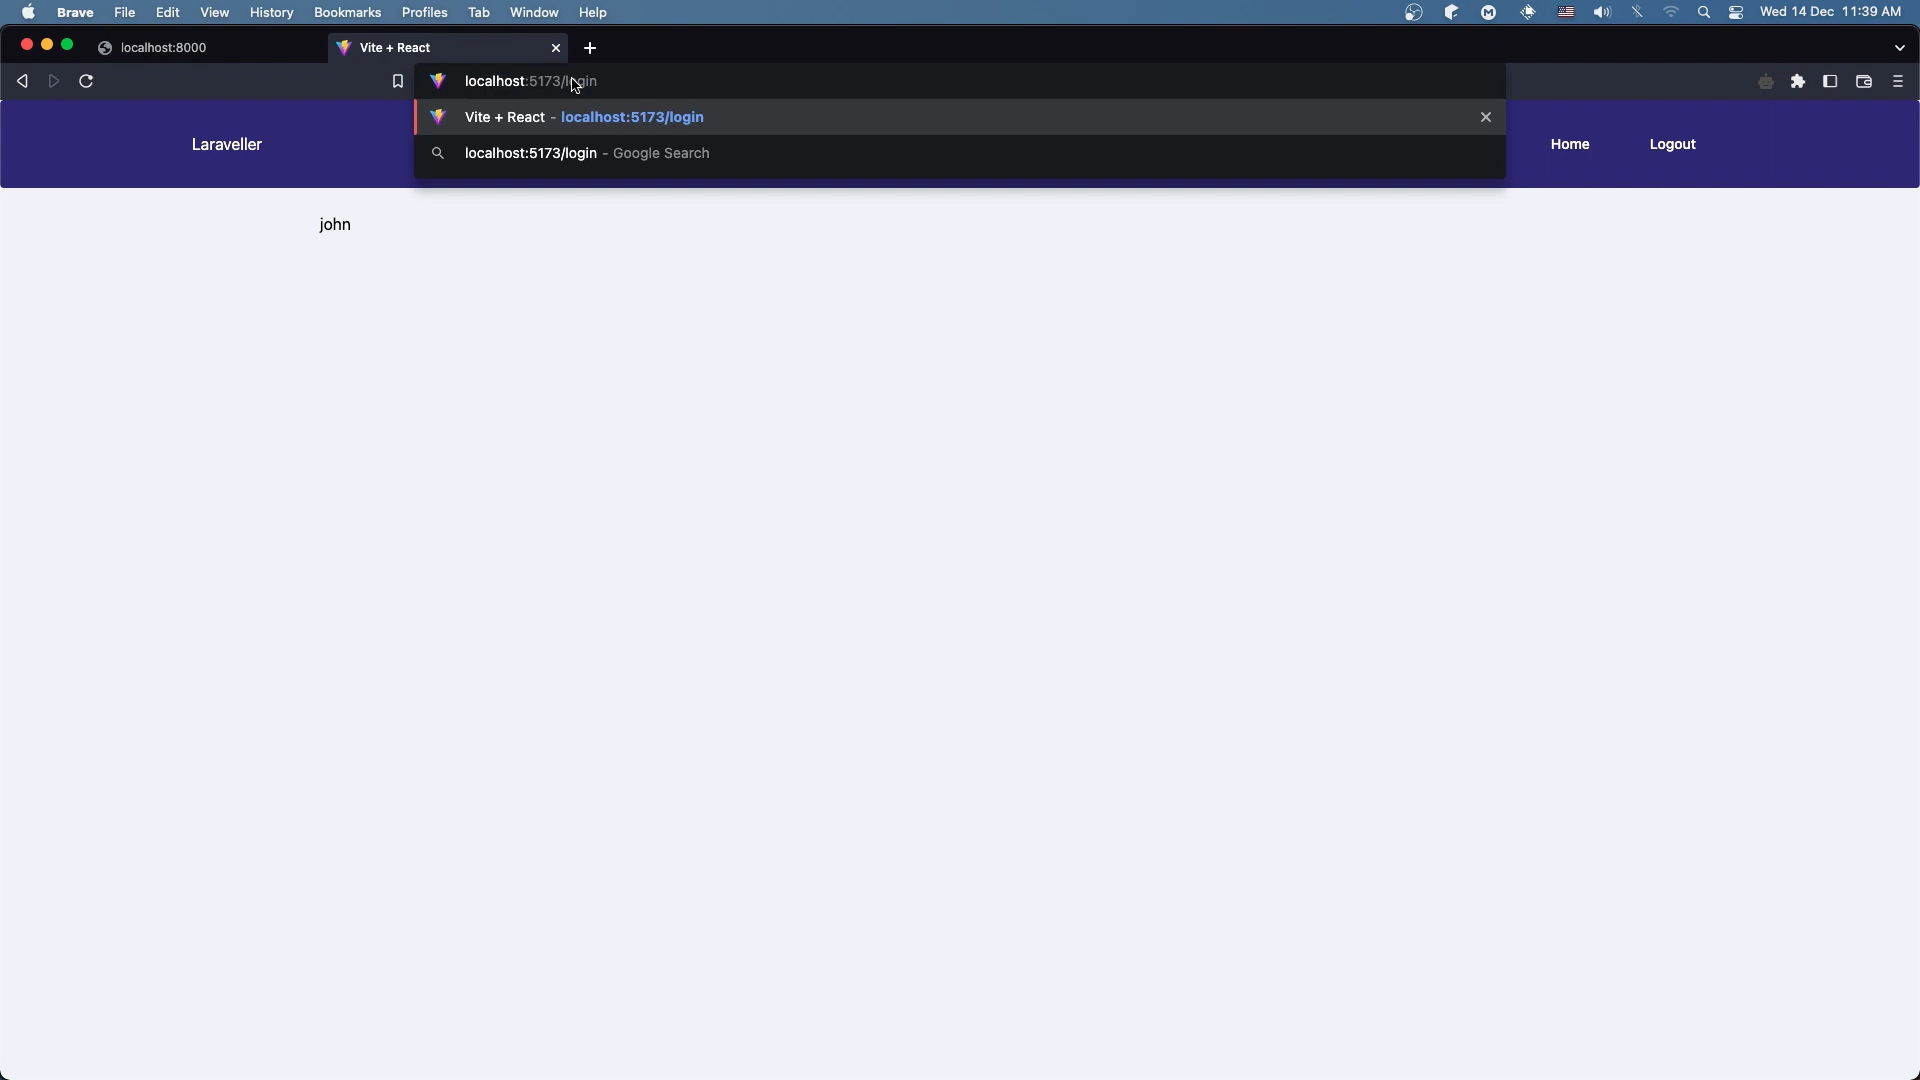 Brave File Edit View History Bookmarks Profiles Tab Window Help Wed 14 Dec 11:39 AM
localhost:8000 Vite + React
localhost:5173/login
Vite + React - localhost:5173/login
Laraveller Home Logout
localhost:5173/login - Google Search
john